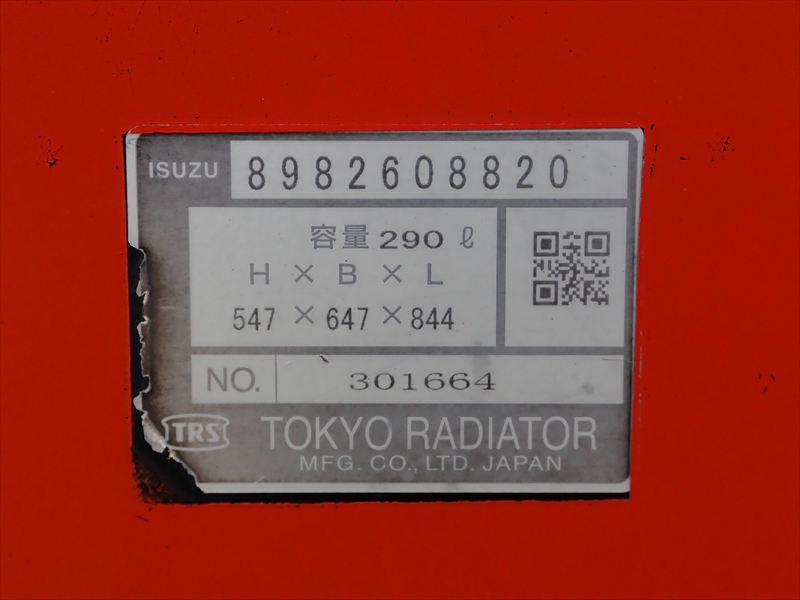 ISUZU 8982608820
容量 290 ℓ
H × B × L
547 × 647 × 844
NO. 301664
TRS TOKYO RADIATOR
MFG. CO., LTD. JAPAN